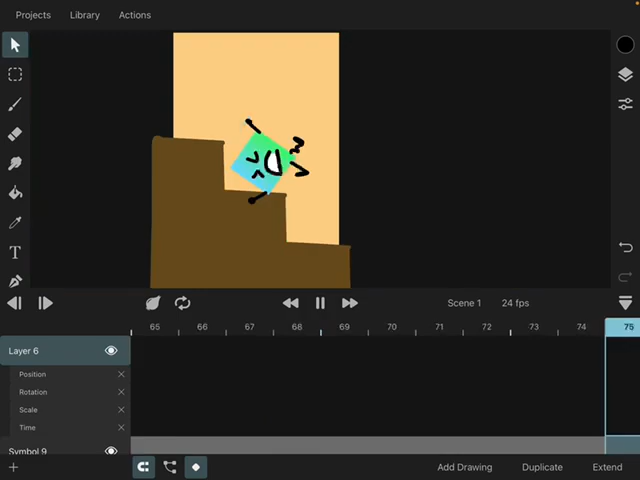 Projects Library Actions
T
Scene 1 24 fps
65 66 67 68 69 70 71 72 73 74 75
Layer 6
Position
Rotation
Scale
Time
Symbol 9
Add Drawing Duplicate Extend